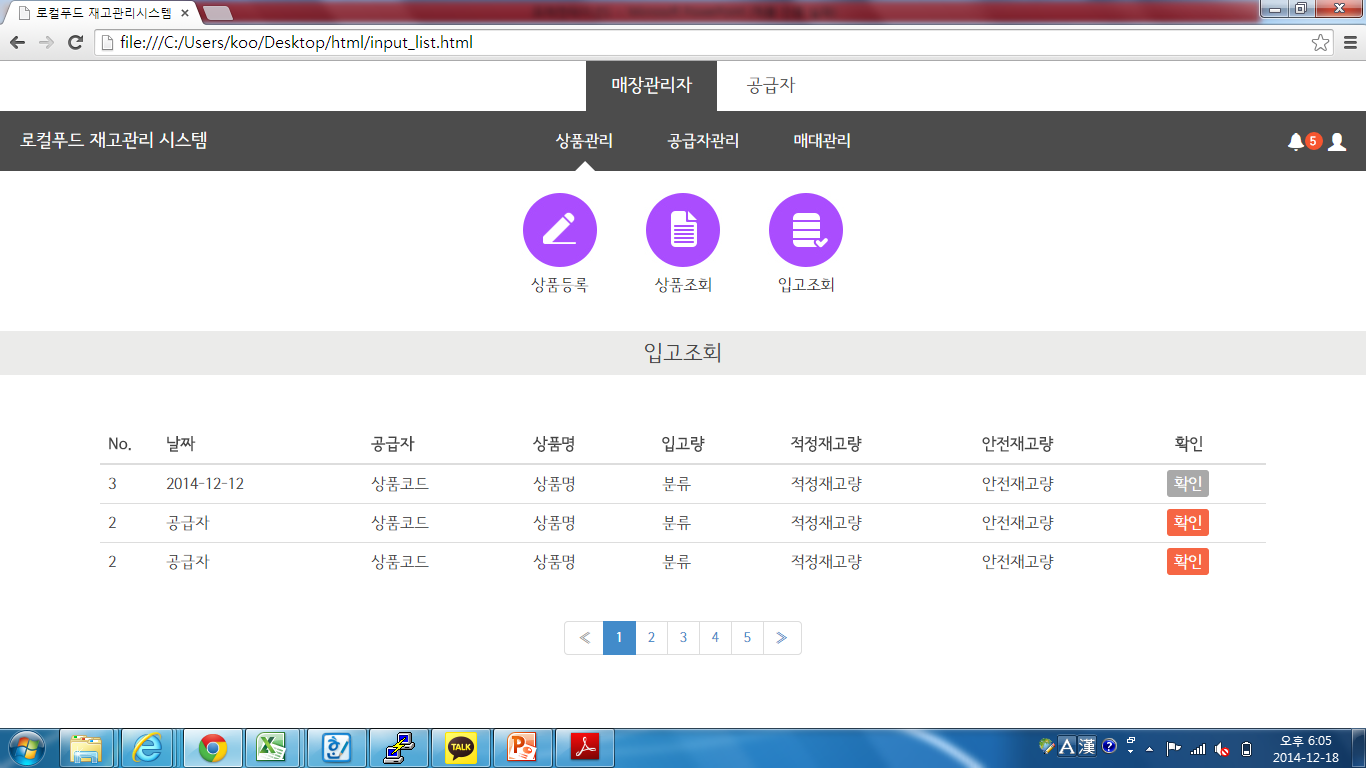 로컬푸드 재고관리시스템
file:///C:/Users/koo/Desktop/html/input_list.html
매장관리자 공급자
로컬푸드 재고관리 시스템 상품관리 공급자관리 매대관리 5
상품등록 상품조회 입고조회
입고조회
No. 날짜 공급자 상품명 입고량 적정재고량 안전재고량 확인
3 2014-12-12 상품코드 상품명 분류 적정재고량 안전재고량 확인
2 공급자 상품코드 상품명 분류 적정재고량 안전재고량 확인
2 공급자 상품코드 상품명 분류 적정재고량 안전재고량 확인
≪ 1 2 3 4 5 ≫
TALK A 漢 오후 6:05
2014-12-18